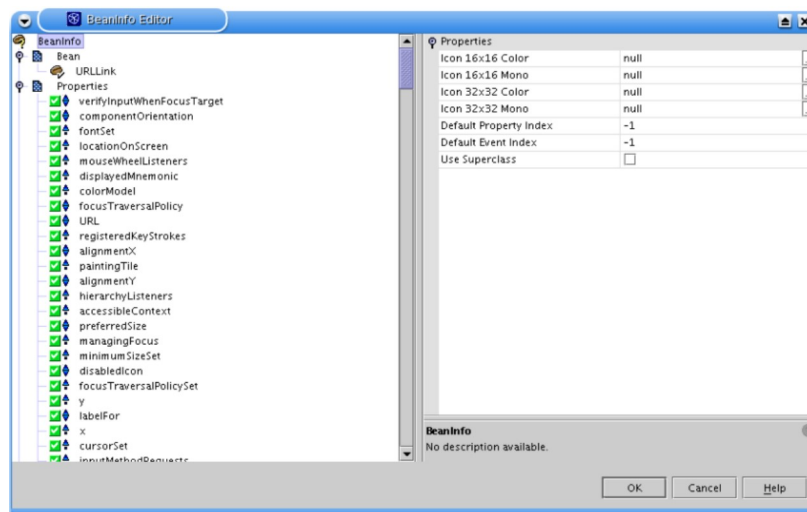 BeanInfo Editor
BeanInfo
Bean
URLLink
Properties
verifyInputWhenFocusTarget
componentOrientation
fontSet
locationOnScreen
mouseWheelListeners
displayedMnemonic
colorModel
focusTraversalPolicy
URL
registeredKeyStrokes
alignmentX
paintingTile
alignmentY
hierarchyListeners
accessibleContext
preferredSize
managingFocus
minimumSizeSet
disabledIcon
focusTraversalPolicySet
y
labelFor
x
cursorSet
inputMethodRequests
Properties
Icon 16x16 Color null
Icon 16x16 Mono null
Icon 32x32 Color null
Icon 32x32 Mono null
Default Property Index -1
Default Event Index -1
Use Superclass
BeanInfo
No description available.
OK Cancel Help